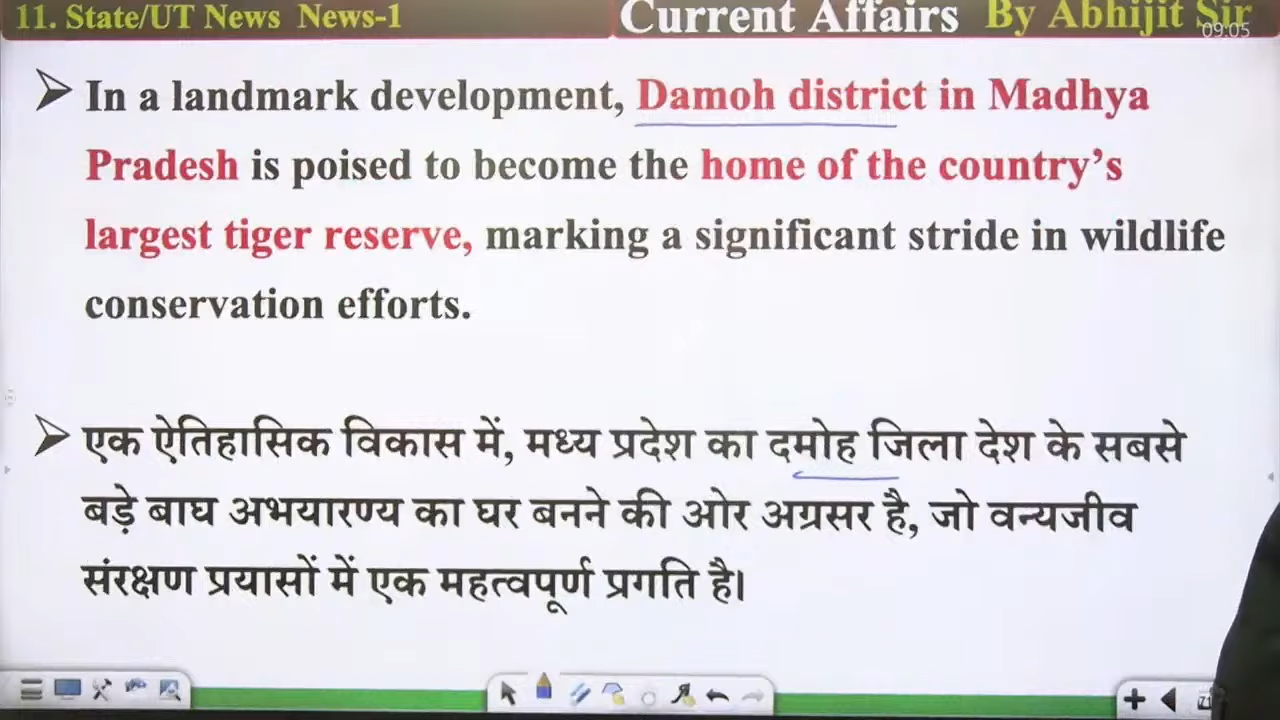 11. State/UT News News-1
Current Affairs By Abhijit Sir
09:05
In a landmark development, Damoh district in Madhya
Pradesh is poised to become the home of the country’s
largest tiger reserve, marking a significant stride in wildlife
conservation efforts.
एक ऐतिहासिक विकास में, मध्य प्रदेश का दमोह जिला देश के सबसे
बड़े बाघ अभयारण्य का घर बनने की ओर अग्रसर है, जो वन्यजीव
संरक्षण प्रयासों में एक महत्वपूर्ण प्रगति है।